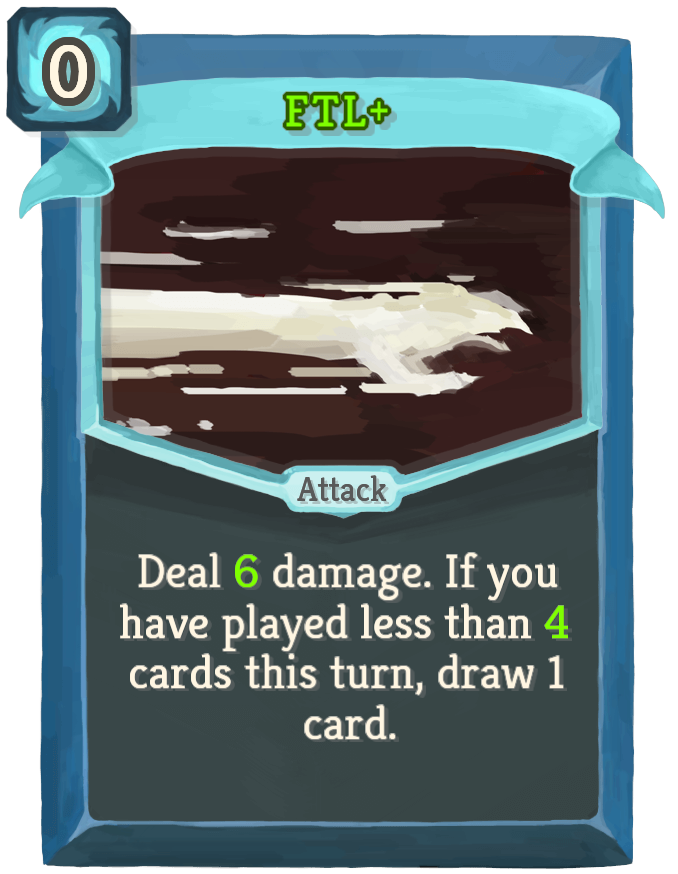 0
FTL+
Attack
Deal 6 damage. If you
have played less than 4
cards this turn, draw 1
card.